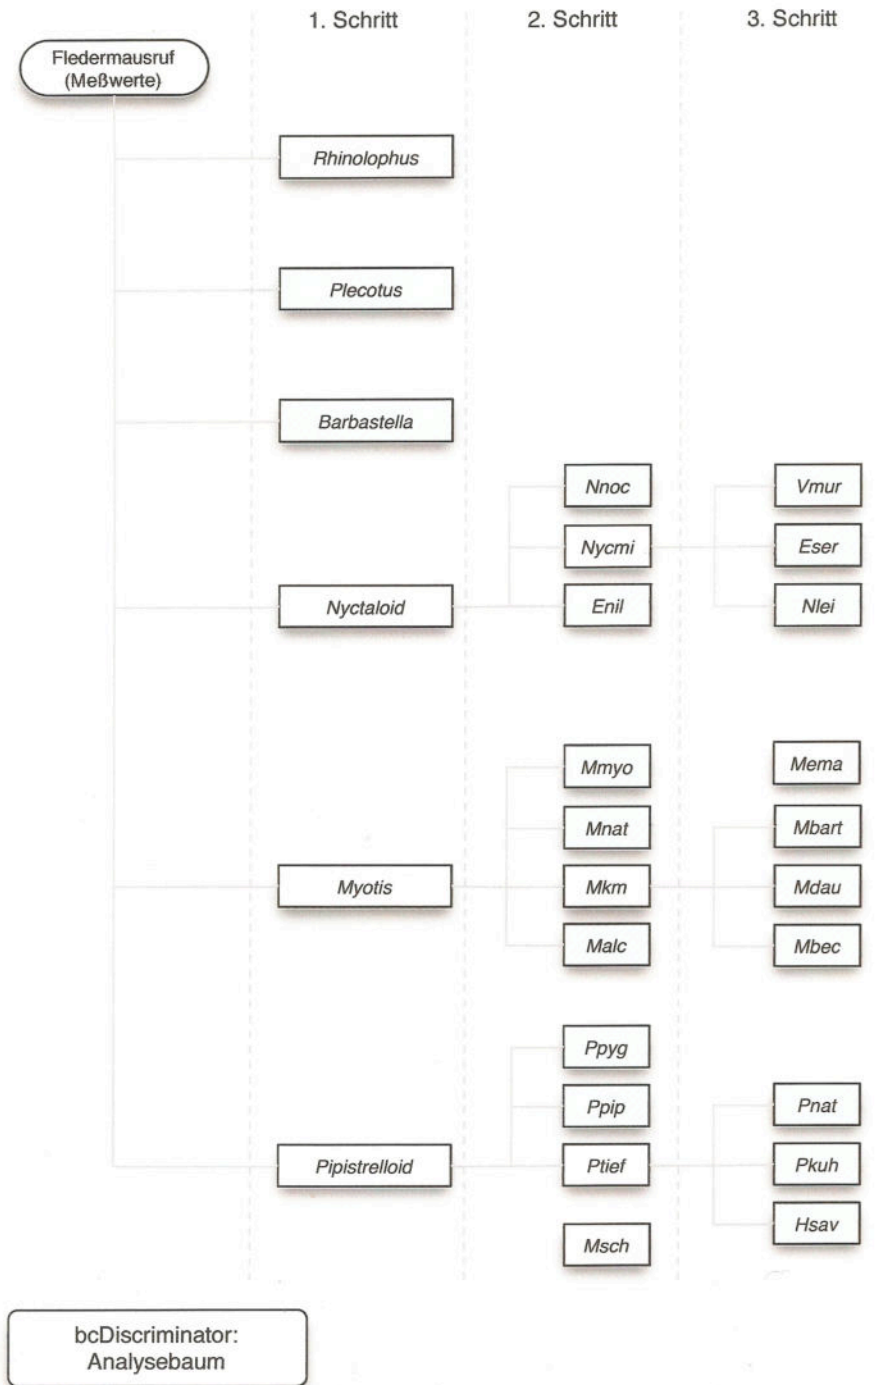 1. Schritt
2. Schritt
3. Schritt
Fledermausruf
(Meßwerte)
Rhinolophus
Plecotus
Barbastella
Nyctaloid
Nnoc
Nycmi
Enil
Vmur
Eser
Nlei
Myotis
Mmyo
Mnat
Mkm
Malc
Mema
Mbart
Mdau
Mbec
Pipistrelloid
Ppyg
Ppip
Ptief
Msch
Pnat
Pkuh
Hsav
bcDiscriminator:
Analysebaum